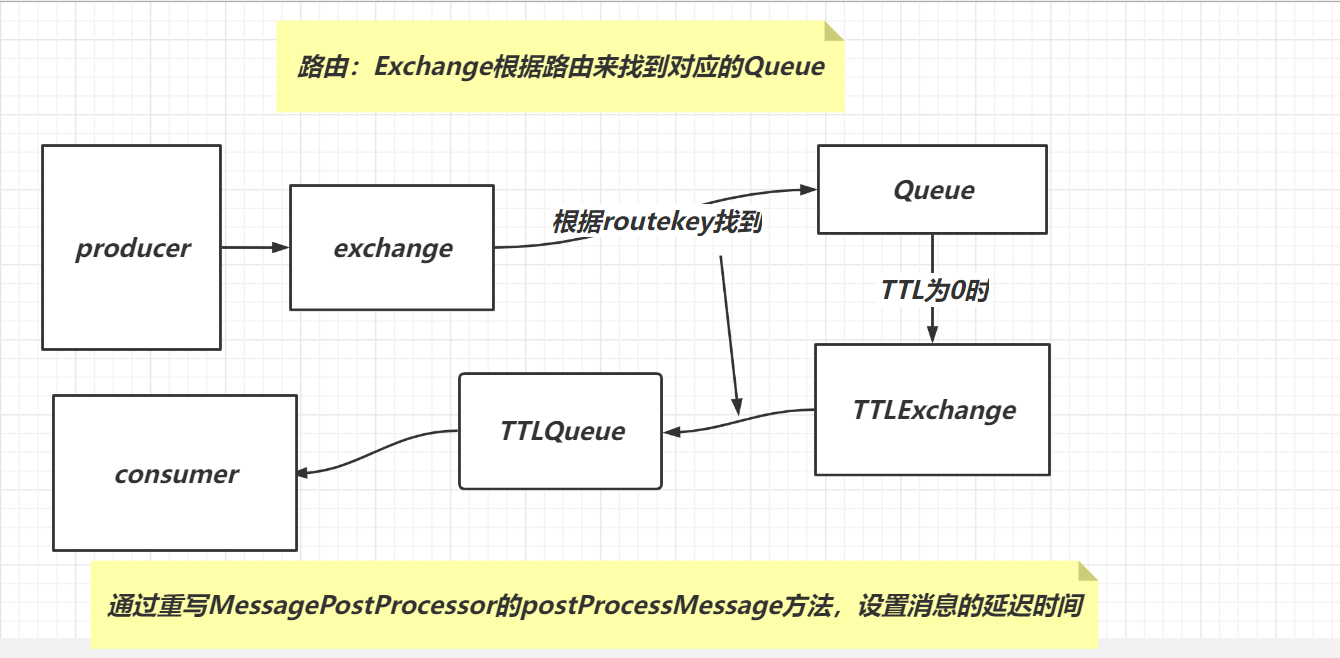 路由：Exchange根据路由来找到对应的Queue
producer
exchange
根据routekey找到
Queue
TTL为0时
TTLExchange
TTLQueue
consumer
通过重写MessagePostProcessor的postProcessMessage方法，设置消息的延迟时间